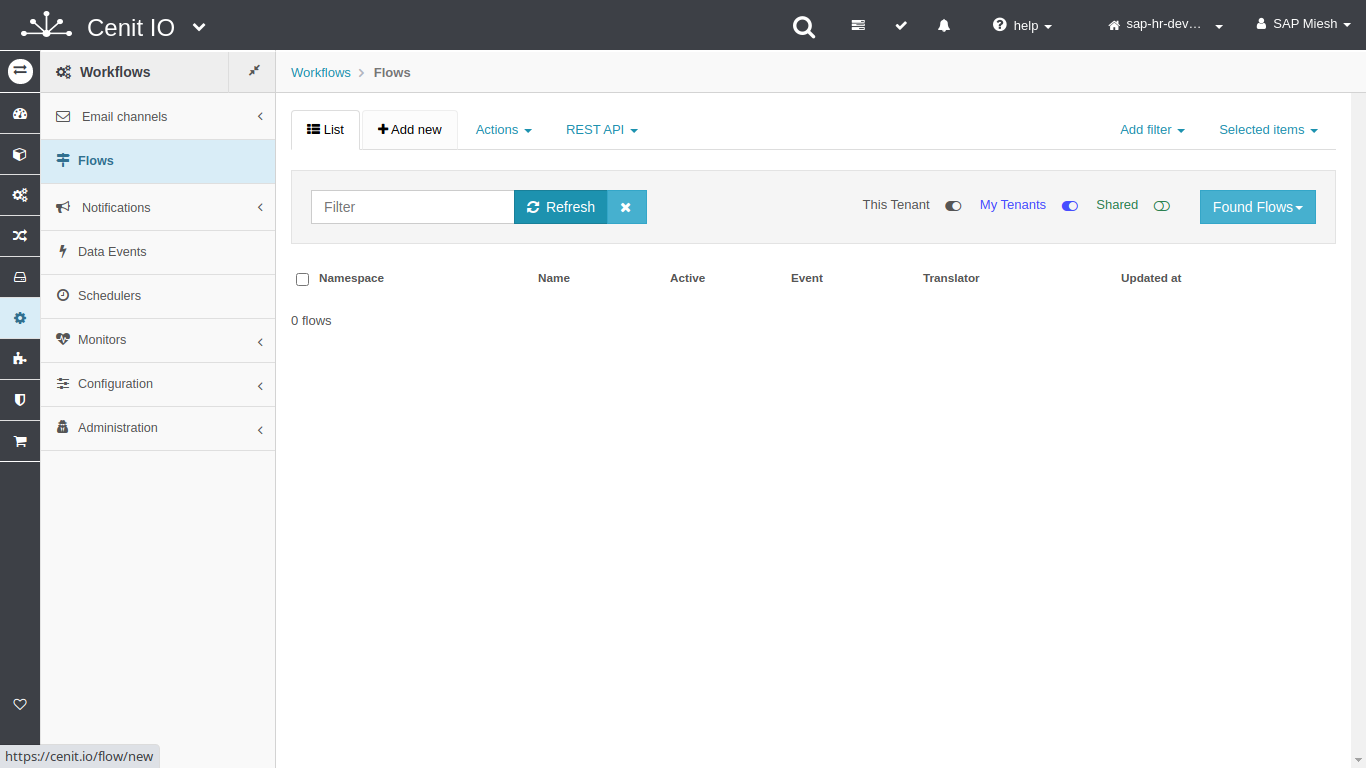 Cenit IO
help
sap-hr-dev…
SAP Miesh
Workflows
Workflows
Flows
Email channels
Flows
Notifications
Data Events
Schedulers
Monitors
Configuration
Administration
List
Add new
Actions
REST API
Add filter
Selected items
Filter
Refresh
This Tenant
My Tenants
Shared
Found Flows
Namespace
Name
Active
Event
Translator
Updated at
0 flows
https://cenit.io/flow/new